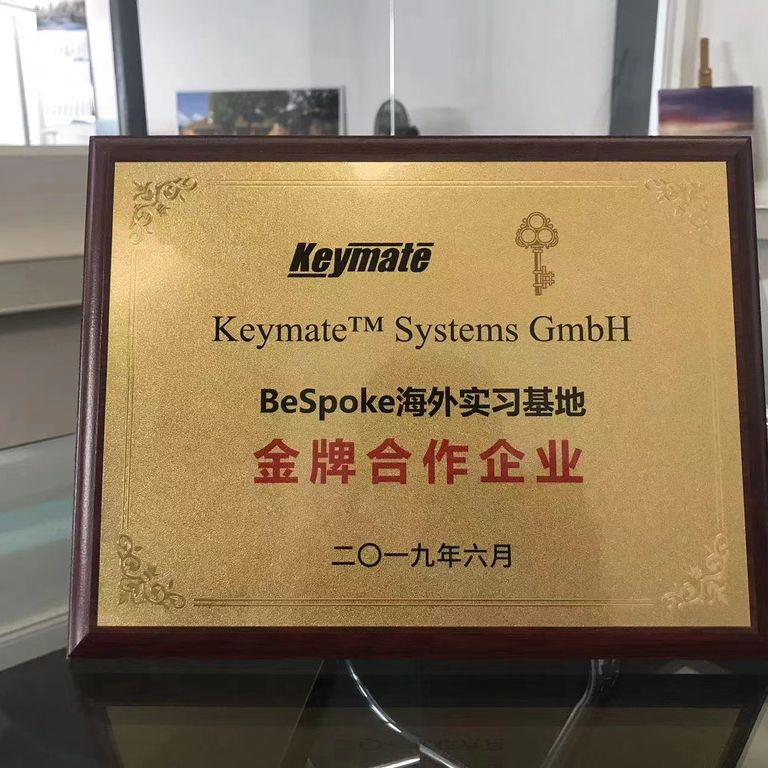 Keymate
Keymate™ Systems GmbH
BeSpoke海外实习基地
金牌合作企业
二〇一九年六月